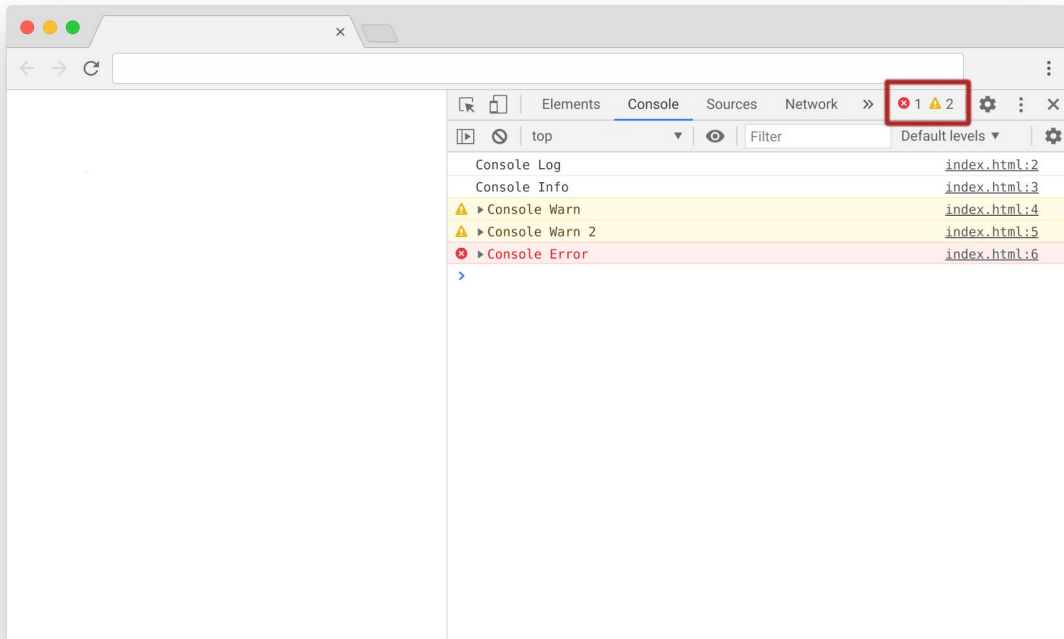 Elements Console Sources Network » 1 2
top Filter Default levels
Console Log index.html:2
Console Info index.html:3
Console Warn index.html:4
Console Warn 2 index.html:5
Console Error index.html:6